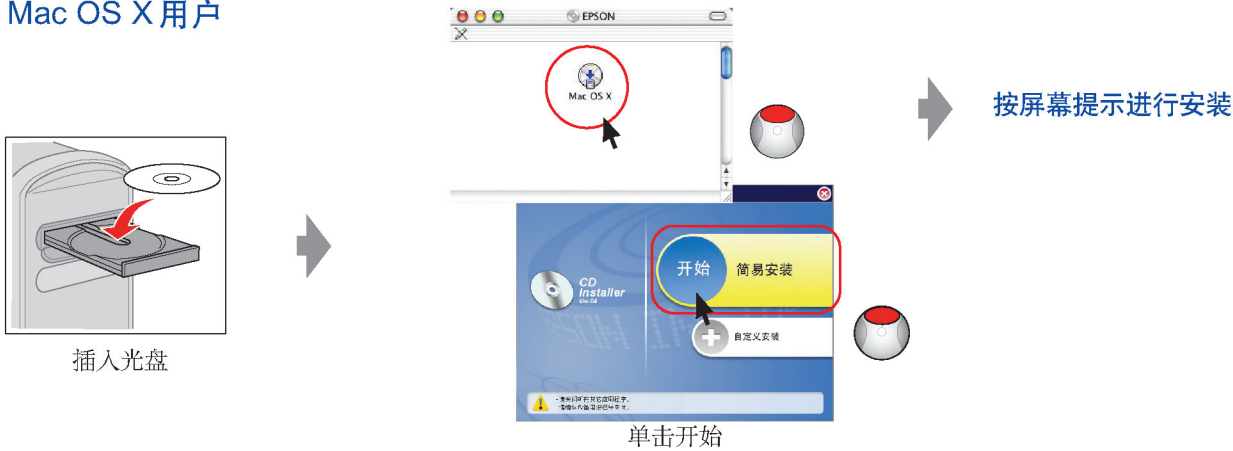 Mac OS X用户
EPSON
Mac OS X
按屏幕提示进行安装
插入光盘
开始
简易安装
CD
Installer
Ver.04
自定义安装
单击开始